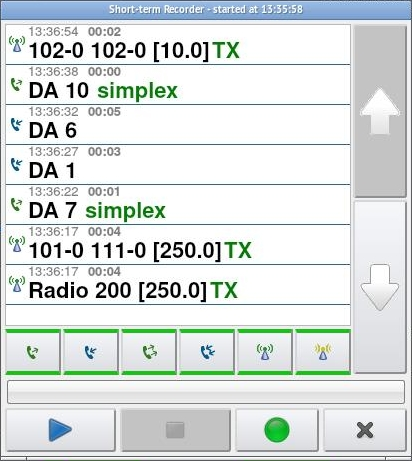 Short-term Recorder - started at 13:35:58
13:36:54 00:02
102-0 102-0 [10.0] TX
13:36:38 00:00
DA 10 simplex
13:36:32 00:05
DA 6
13:36:27 00:03
DA 1
13:36:22 00:01
DA 7 simplex
13:36:17 00:04
101-0 111-0 [250.0] TX
13:36:17 00:04
Radio 200 [250.0] TX